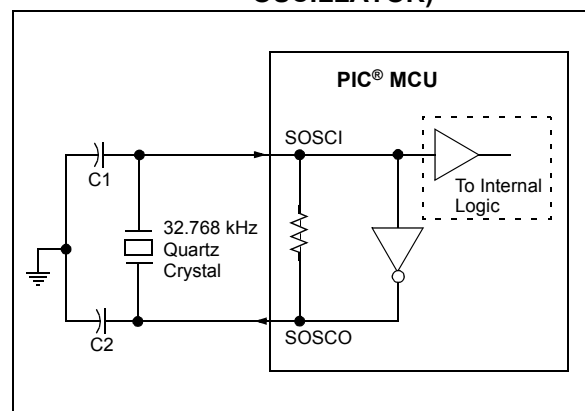 OSCILLATOR)
PIC® MCU
SOSCI
C1
To Internal
Logic
32.768 kHz
Quartz
Crystal
C2
SOSCO